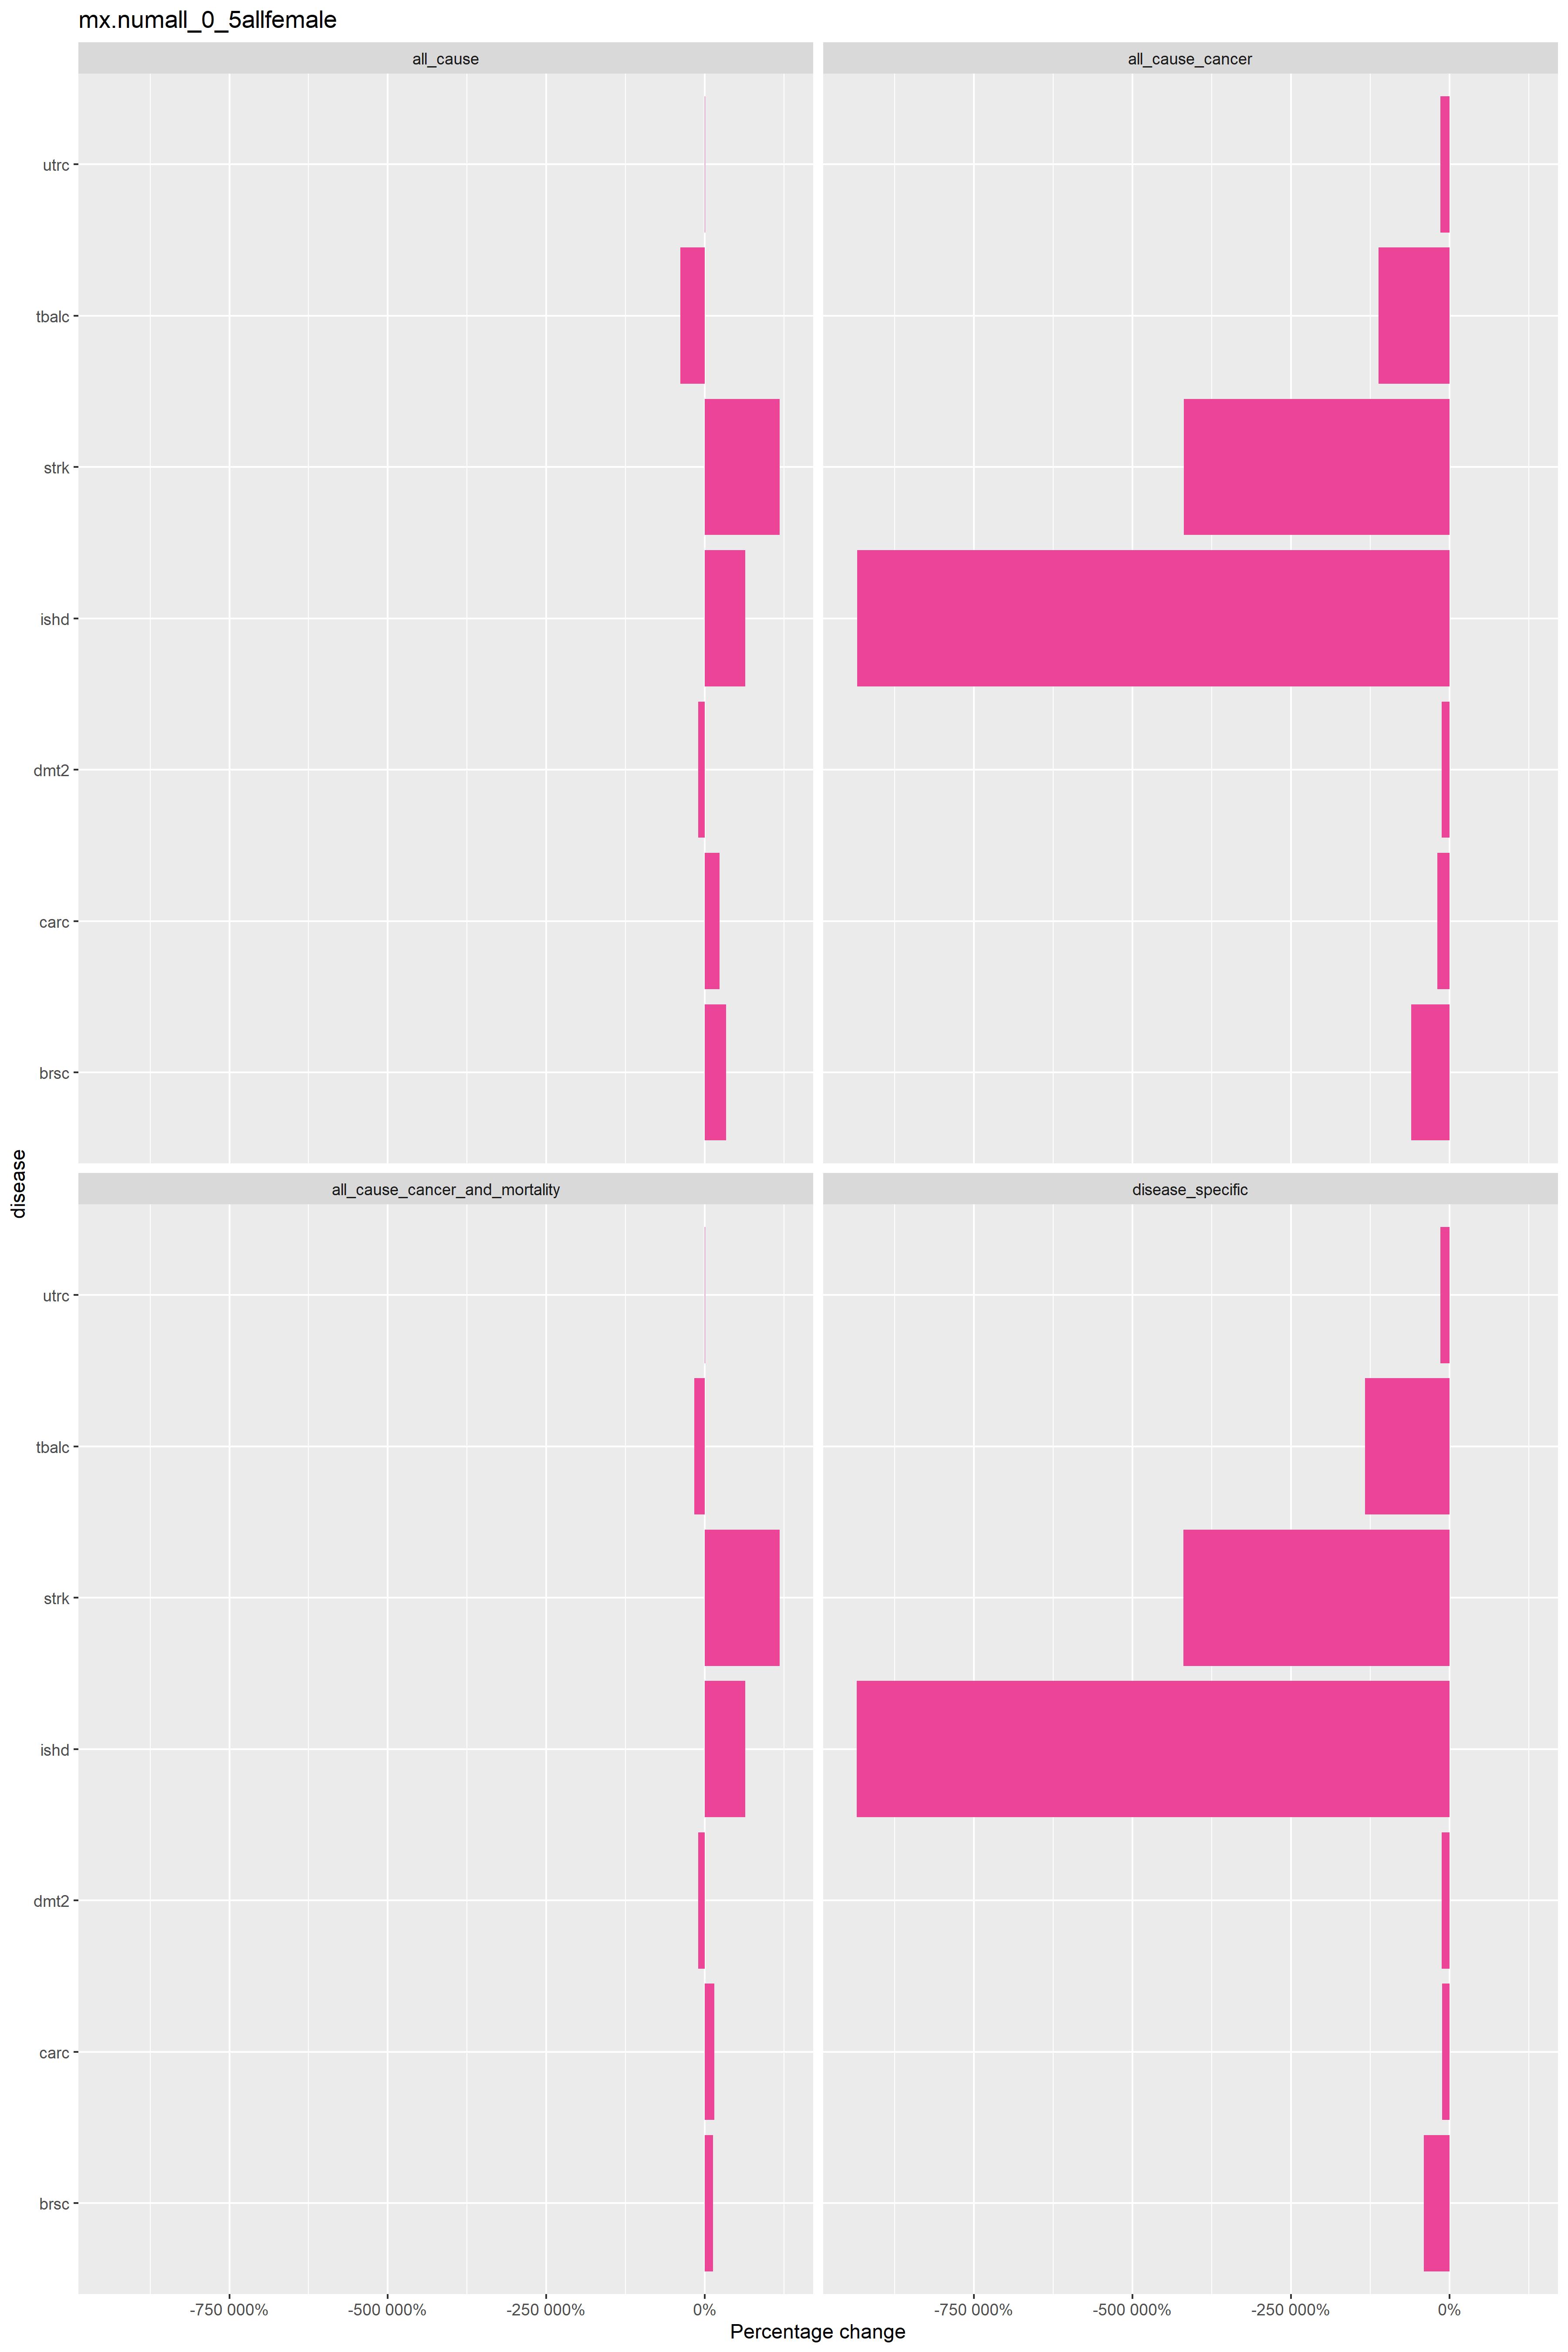 mx.numall_0_5allfemale
all_cause
all_cause_cancer
utrc
tbalc
strk
ishd
dmt2
carc
brsc
disease
all_cause_cancer_and_mortality
disease_specific
utrc
tbalc
strk
ishd
dmt2
carc
brsc
-750 000%
-500 000%
-250 000%
0%
-750 000%
-500 000%
-250 000%
0%
Percentage change